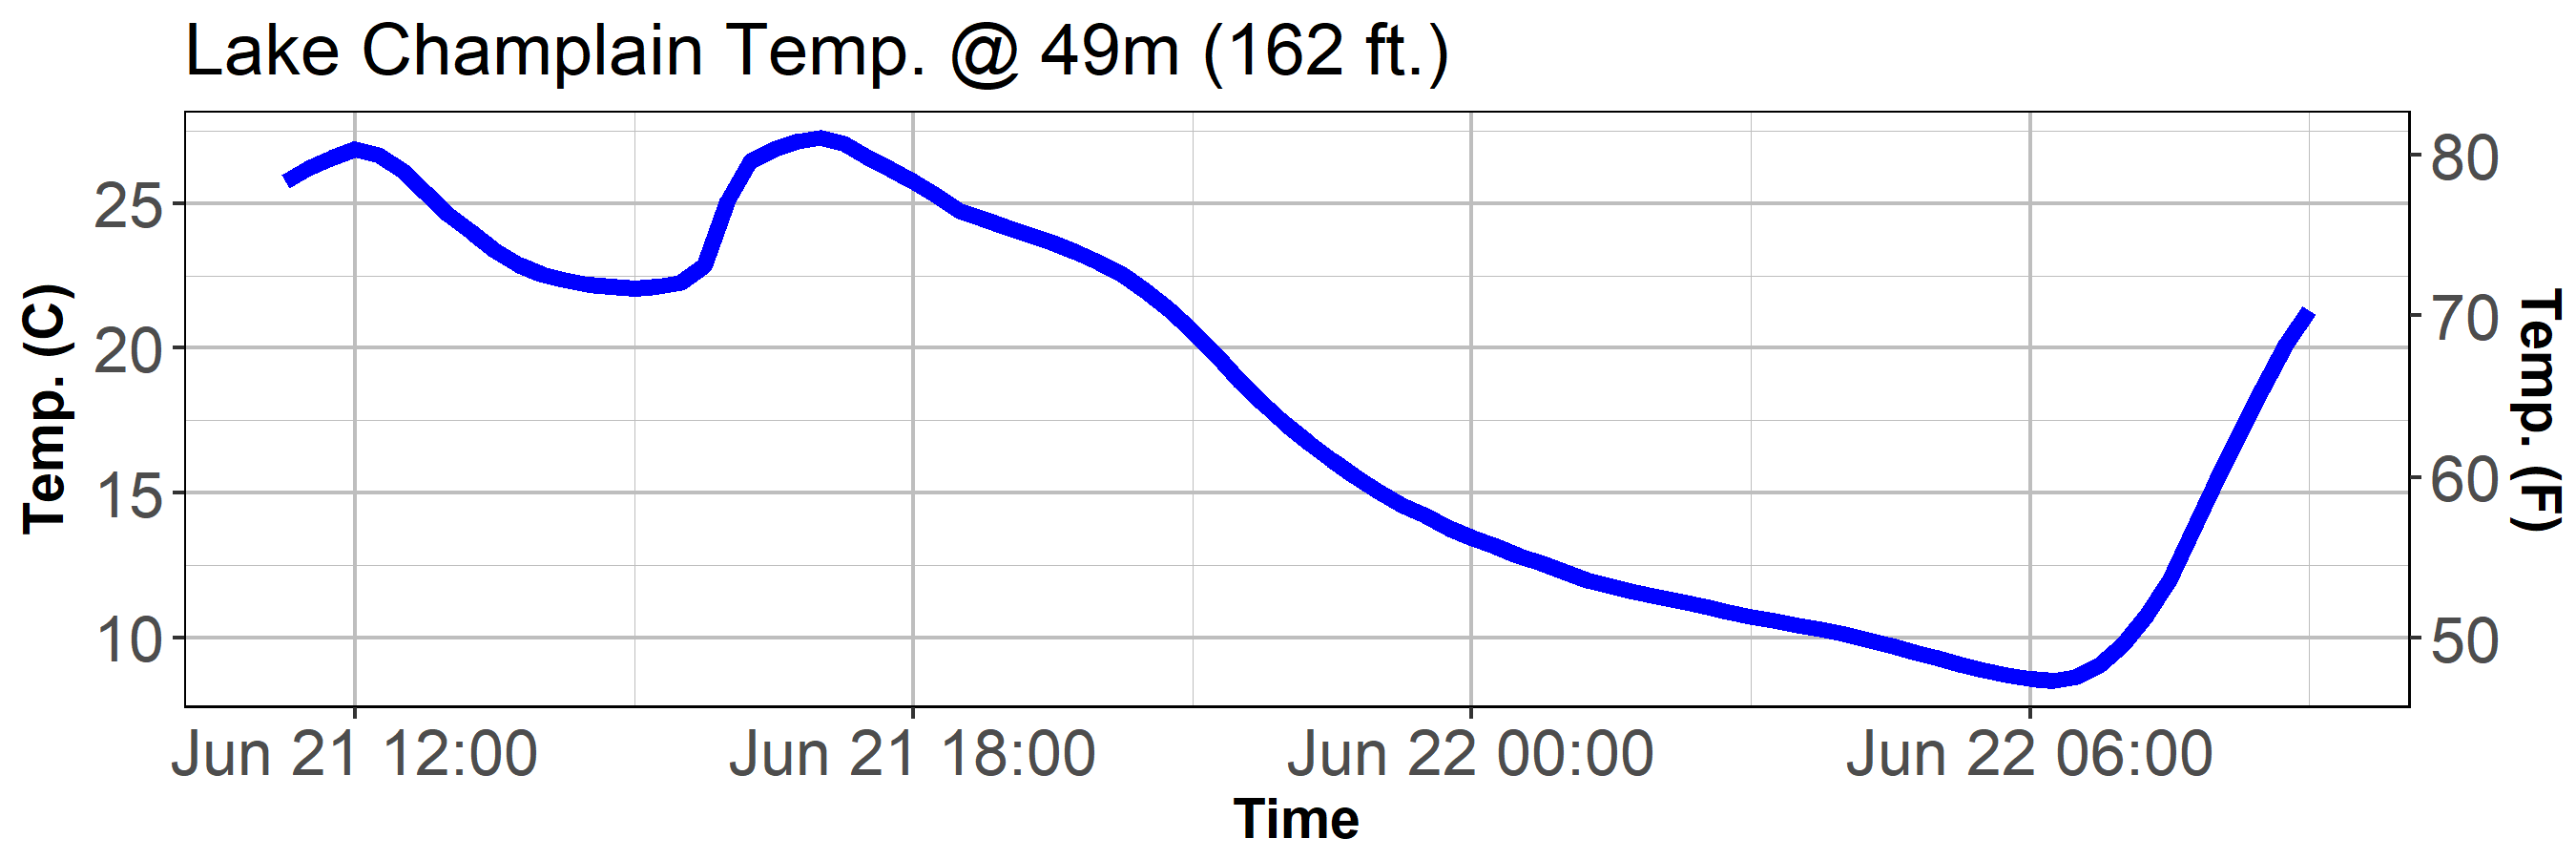 Lake Champlain Temp. @ 49m (162 ft.)
Temp. (C)
25
20
15
10
80
70
60
50
Temp. (F)
Jun 21 12:00
Jun 21 18:00
Jun 22 00:00
Jun 22 06:00
Time